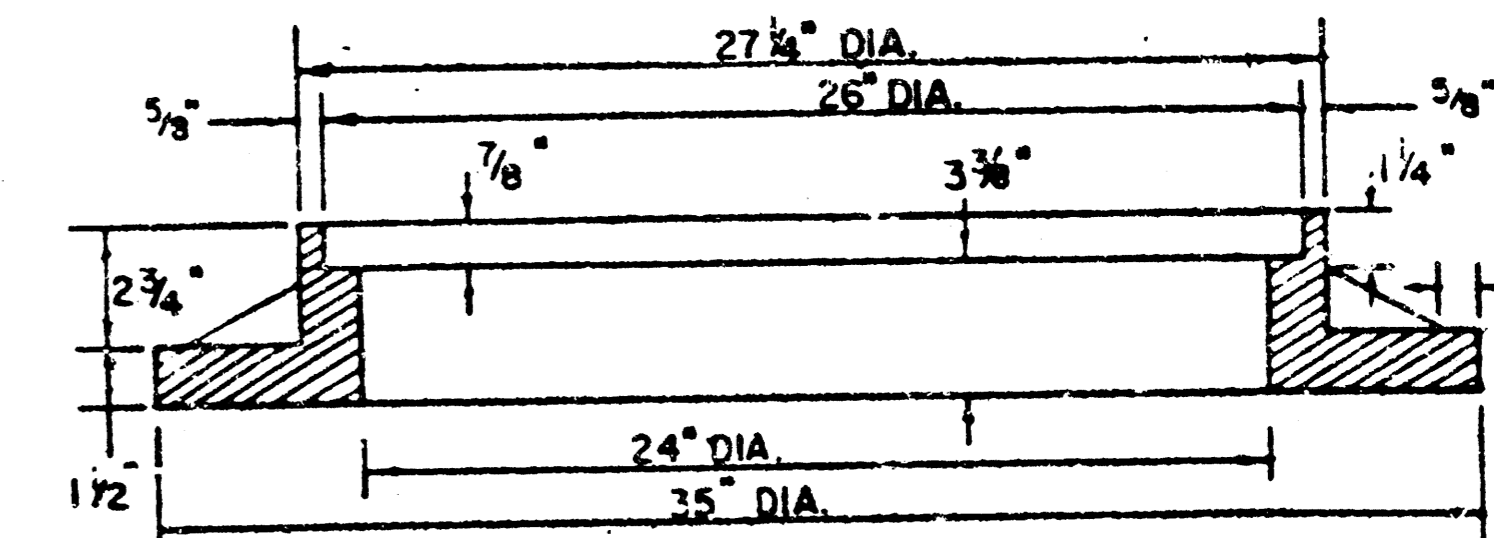 27 1/4" DIA.
26" DIA.
5/8"
5/8"
7/8"
3 3/8"
1 1/4"
2 3/4"
24" DIA.
1 1/2"
35" DIA.